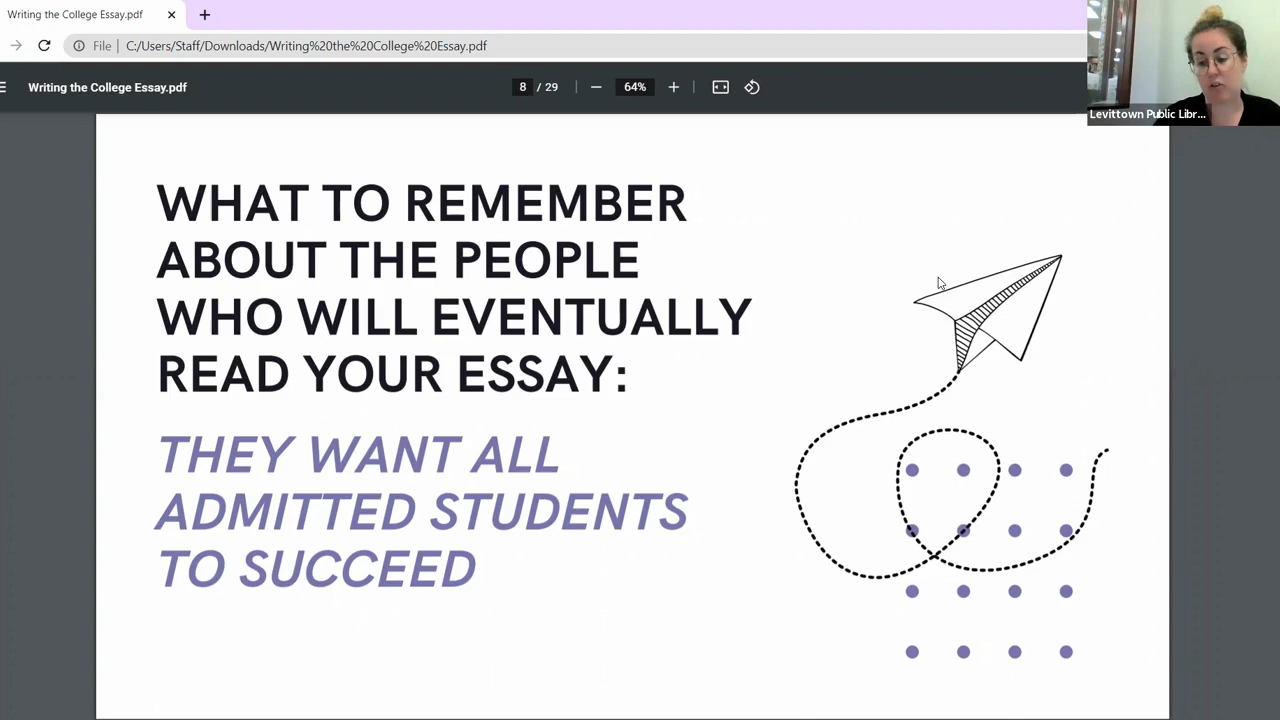 Writing the College Essay.pdf
File
C:/Users/Staff/Downloads/Writing%20the%20College%20Essay.pdf
Writing the College Essay.pdf
8 / 29
64%
Levittown Public Libr...
WHAT TO REMEMBER
ABOUT THE PEOPLE
WHO WILL EVENTUALLY
READ YOUR ESSAY:
THEY WANT ALL
ADMITTED STUDENTS
TO SUCCEED